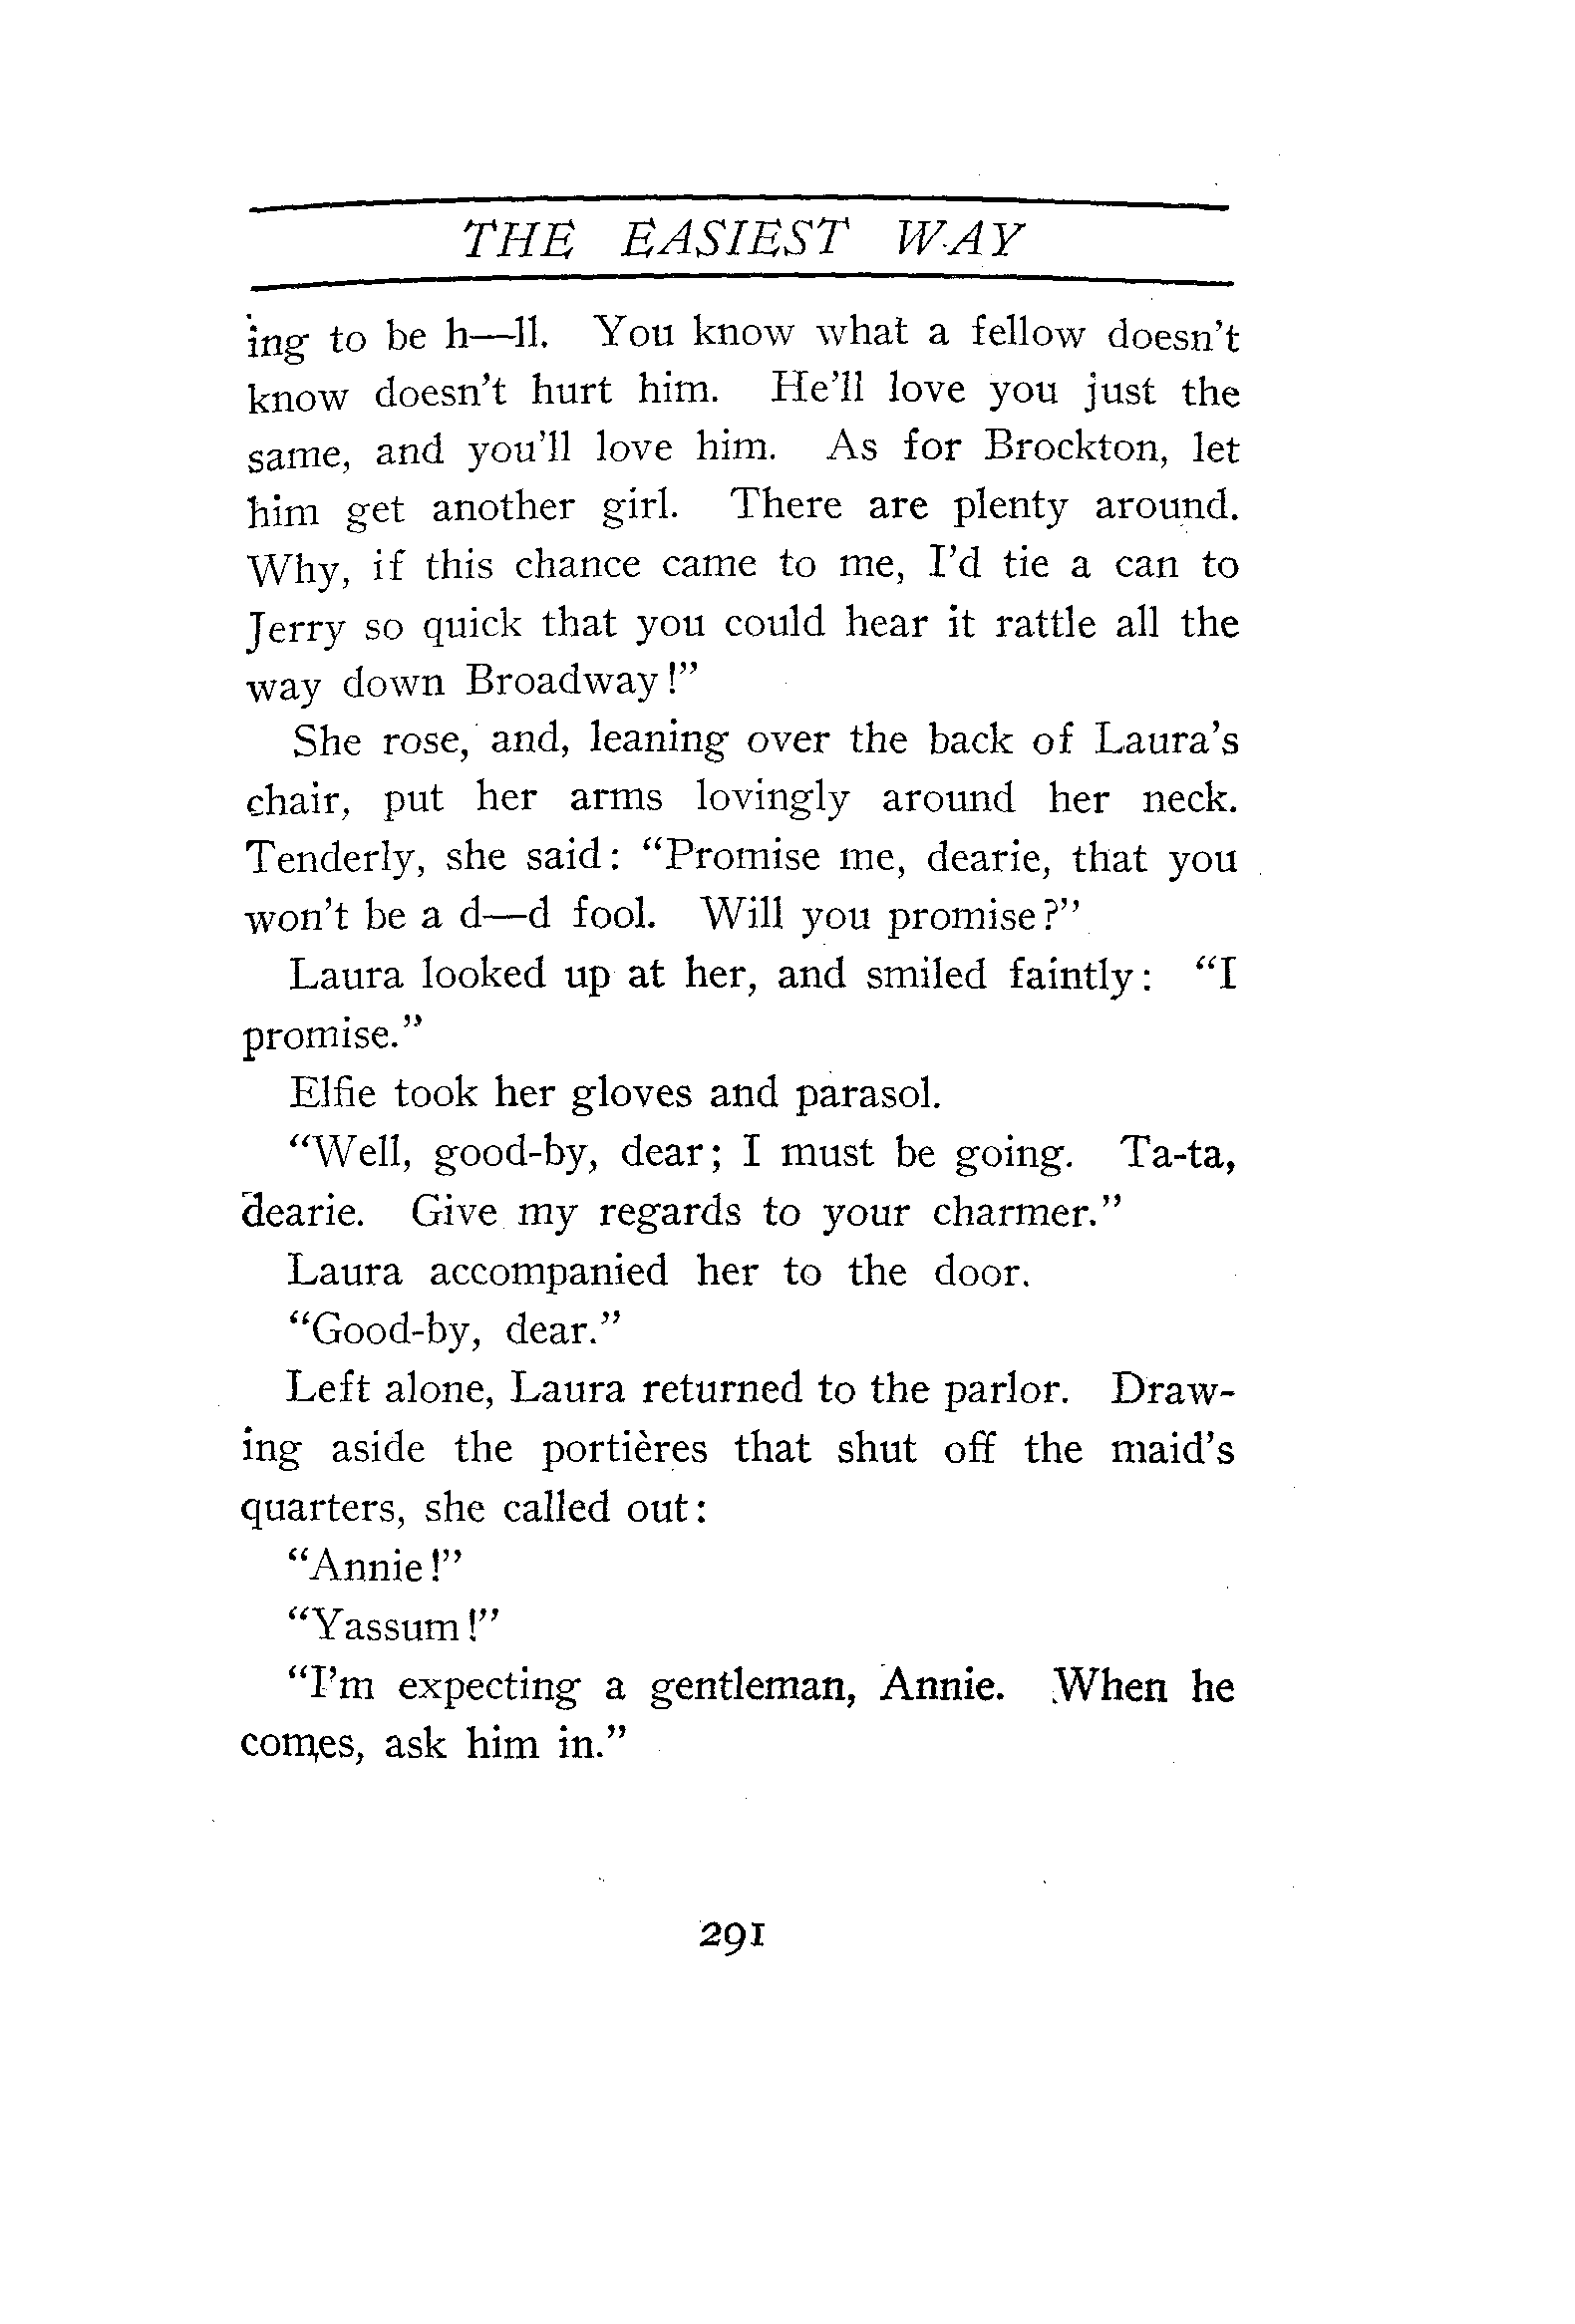 THE EASIEST WAY
ing to be h—ll. You know what a fellow doesn't
know doesn't hurt him. He'll love you just the
same, and you'll love him. As for Brockton, let
him get another girl. There are plenty around.
Why, if this chance came to me, I'd tie a can to
Jerry so quick that you could hear it rattle all the
way down Broadway!"
She rose, and, leaning over the back of Laura's
chair, put her arms lovingly around her neck.
Tenderly, she said: "Promise me, dearie, that you
won't be a d—d fool. Will you promise?"
Laura looked up at her, and smiled faintly: "I
promise."
Elfie took her gloves and parasol.
"Well, good-by, dear; I must be going. Ta-ta,
dearie. Give my regards to your charmer."
Laura accompanied her to the door.
"Good-by, dear."
Left alone, Laura returned to the parlor. Draw-
ing aside the portières that shut off the maid's
quarters, she called out:
"Annie!"
"Yassum!"
"I'm expecting a gentleman, Annie. When he
comes, ask him in."
291